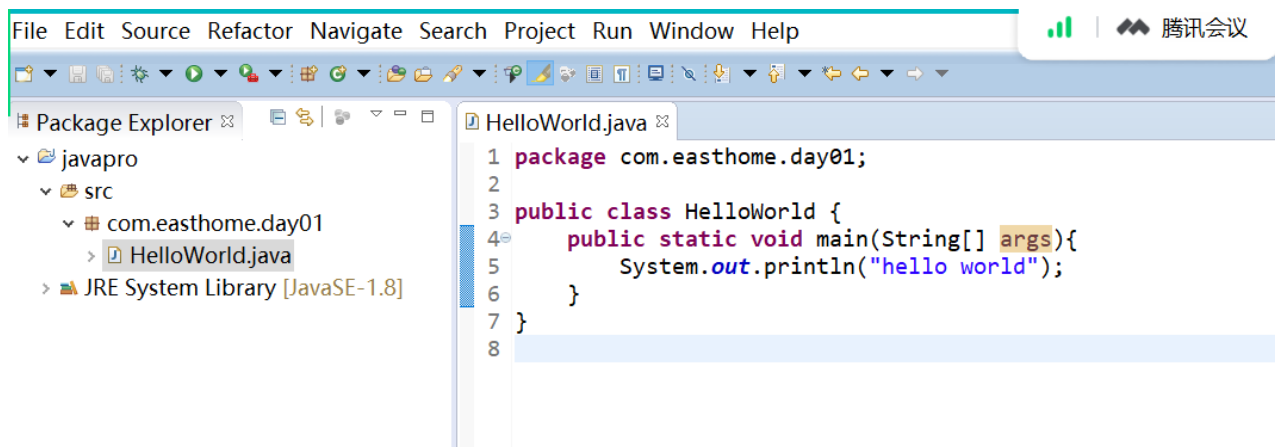 File Edit Source Refactor Navigate Search Project Run Window Help
腾讯会议
Package Explorer
javapro
src
com.easthome.day01
HelloWorld.java
JRE System Library [JavaSE-1.8]
HelloWorld.java
1 package com.easthome.day01;
2
3 public class HelloWorld {
4 public static void main(String[] args){
5 System.out.println("hello world");
6 }
7 }
8